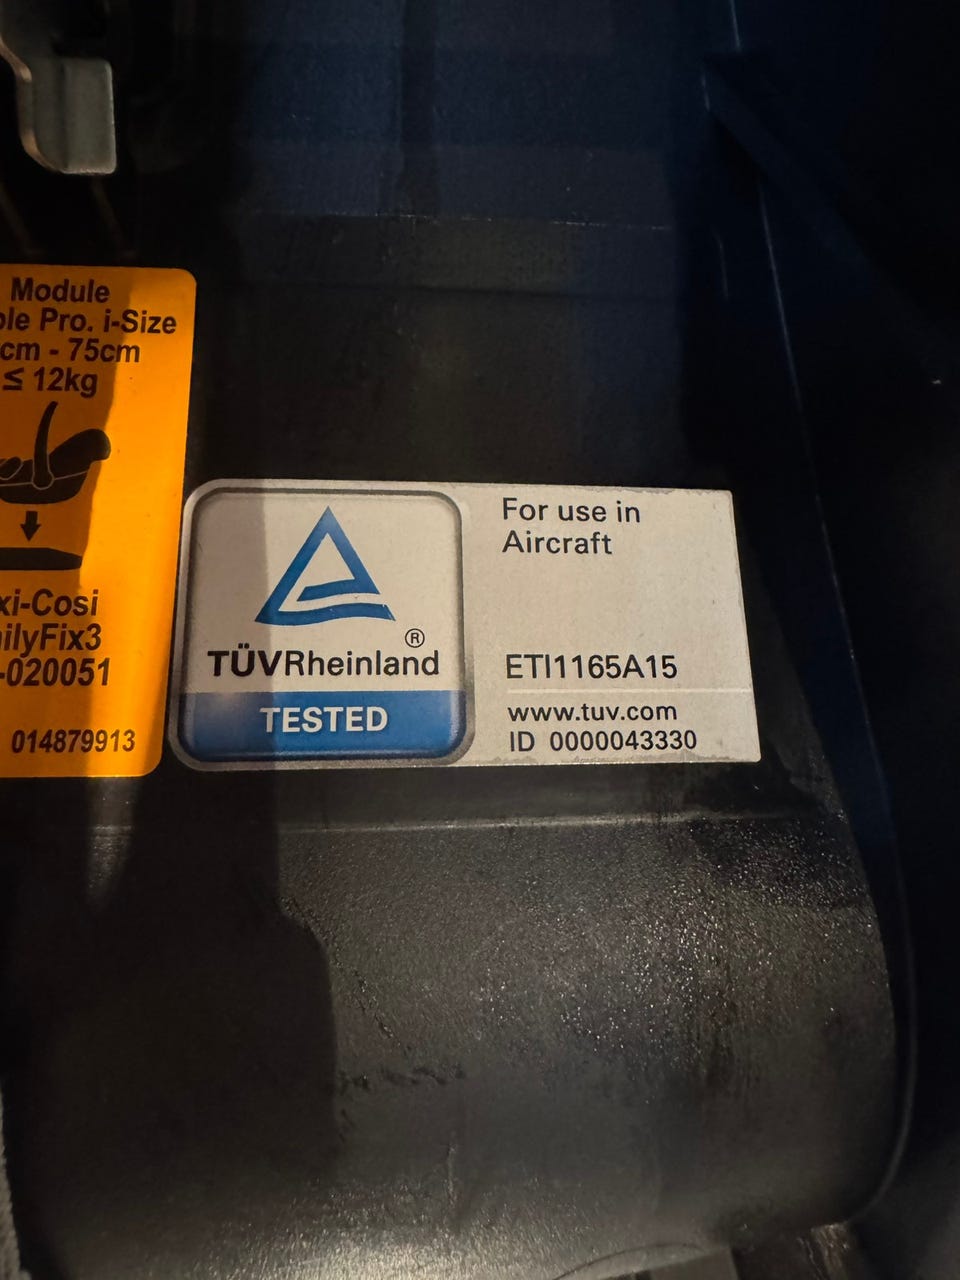 Module
ble Pro. i-Size
cm - 75cm
≤ 12kg
xi-Cosi
ilyFix3
-020051
014879913
TÜVRheinland
®
TESTED
For use in
Aircraft
ETI1165A15
www.tuv.com
ID 0000043330